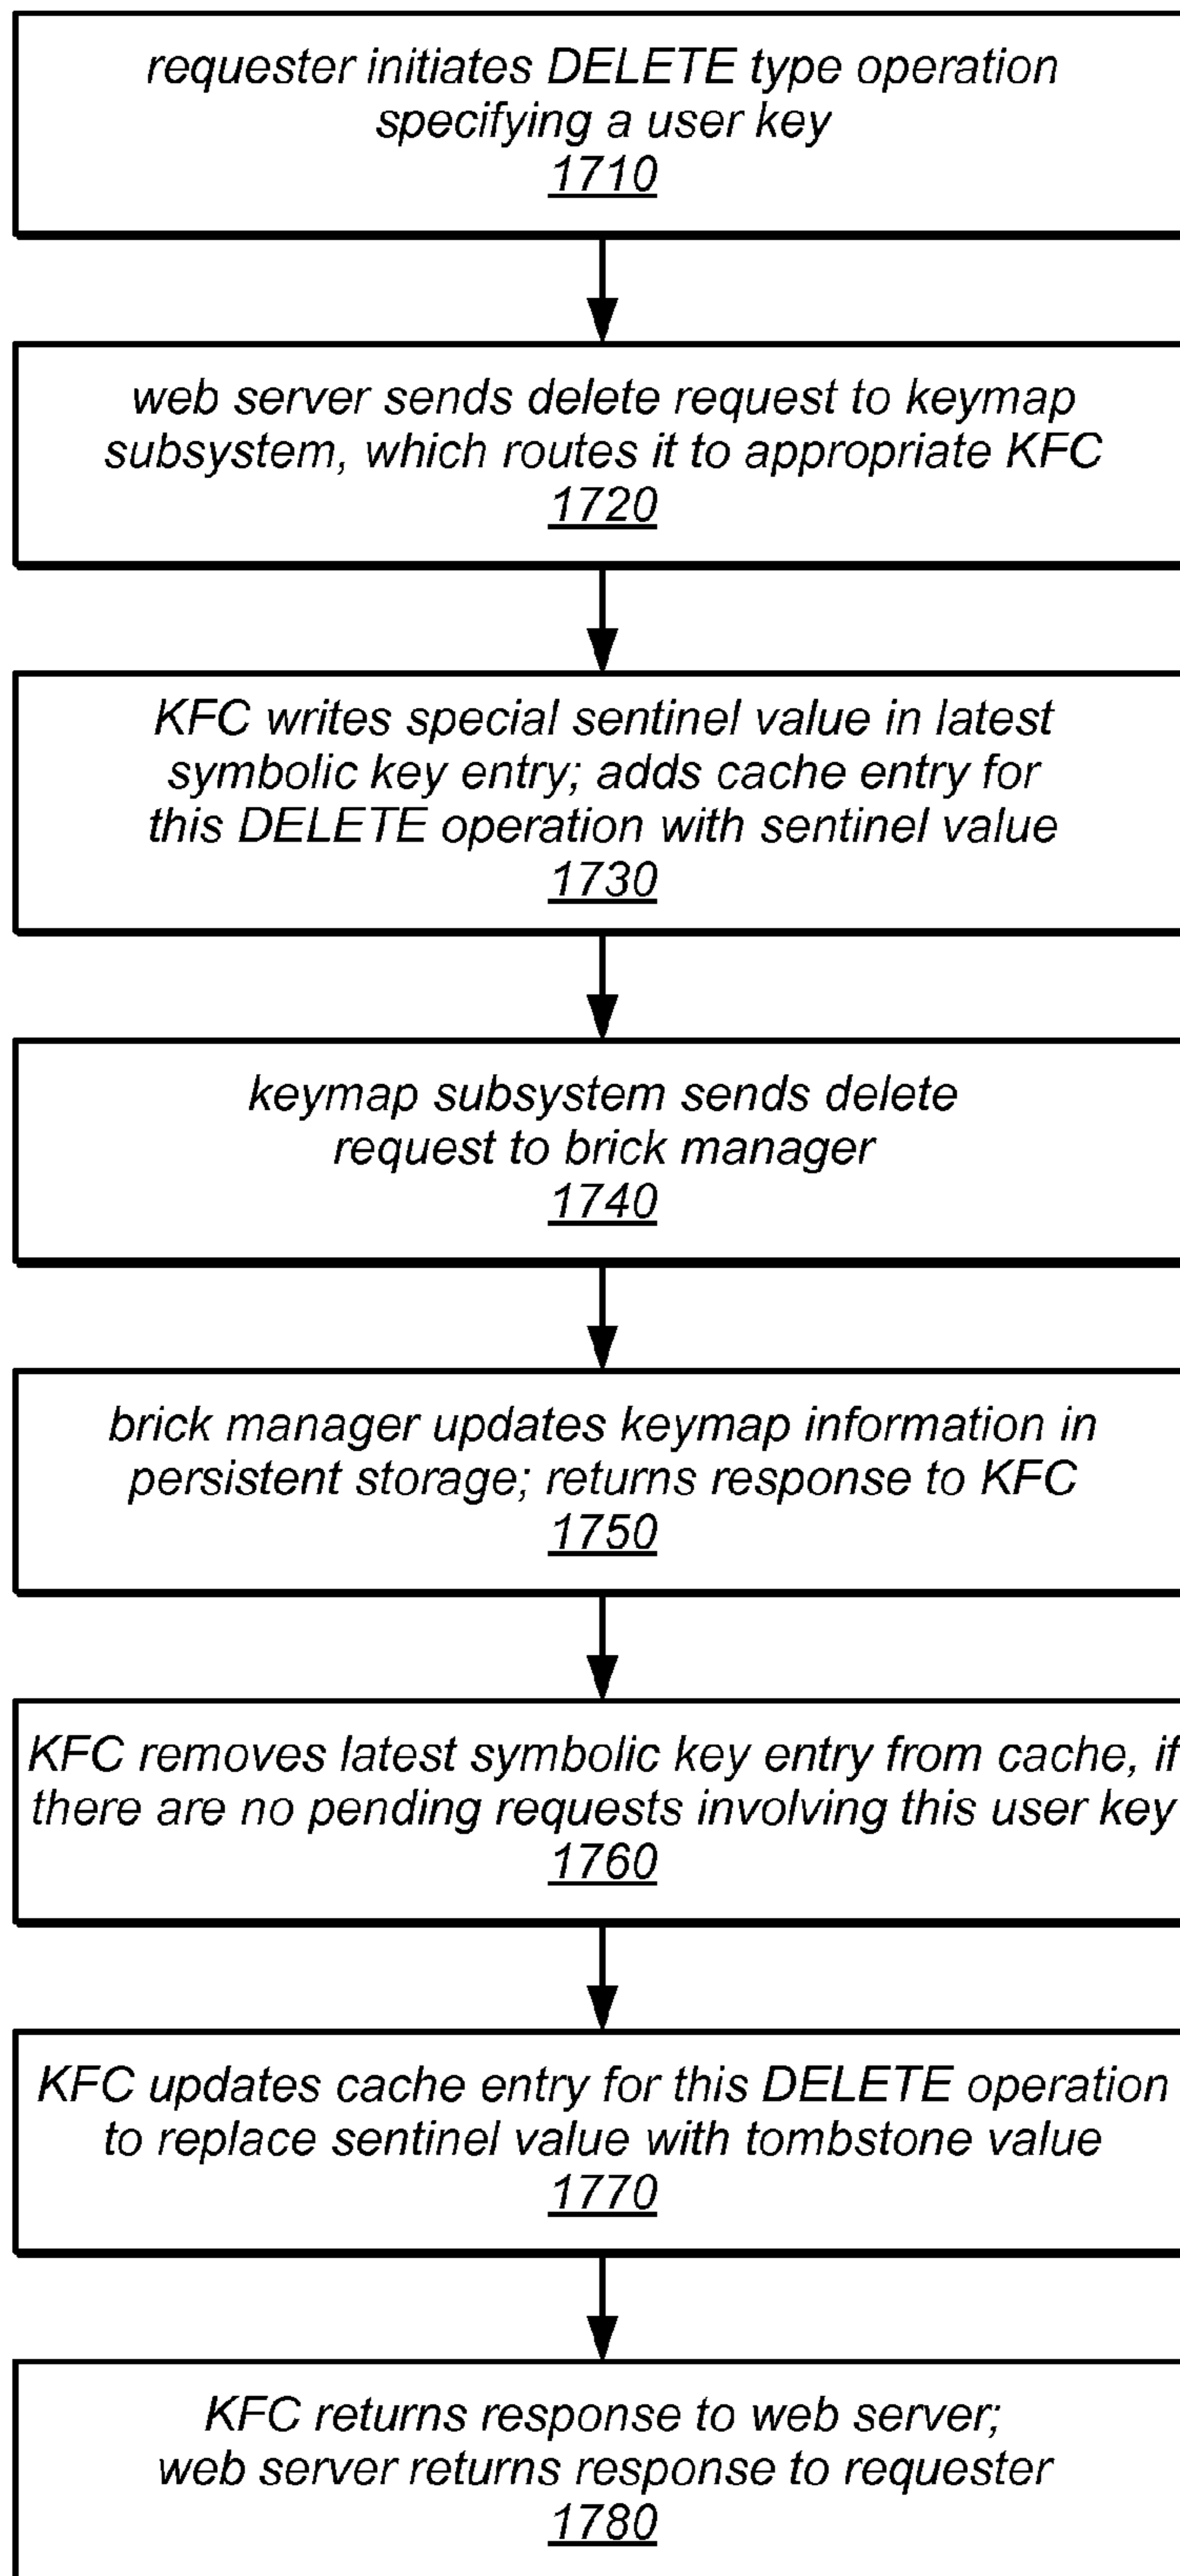 requester initiates DELETE type operation
specifying a user key
1710
web server sends delete request to keymap
subsystem, which routes it to appropriate KFC
1720
KFC writes special sentinel value in latest
symbolic key entry; adds cache entry for
this DELETE operation with sentinel value
1730
keymap subsystem sends delete
request to brick manager
1740
brick manager updates keymap information in
persistent storage; returns response to KFC
1750
KFC removes latest symbolic key entry from cache, if
there are no pending requests involving this user key
1760
KFC updates cache entry for this DELETE operation
to replace sentinel value with tombstone value
1770
KFC returns response to web server;
web server returns response to requester
1780